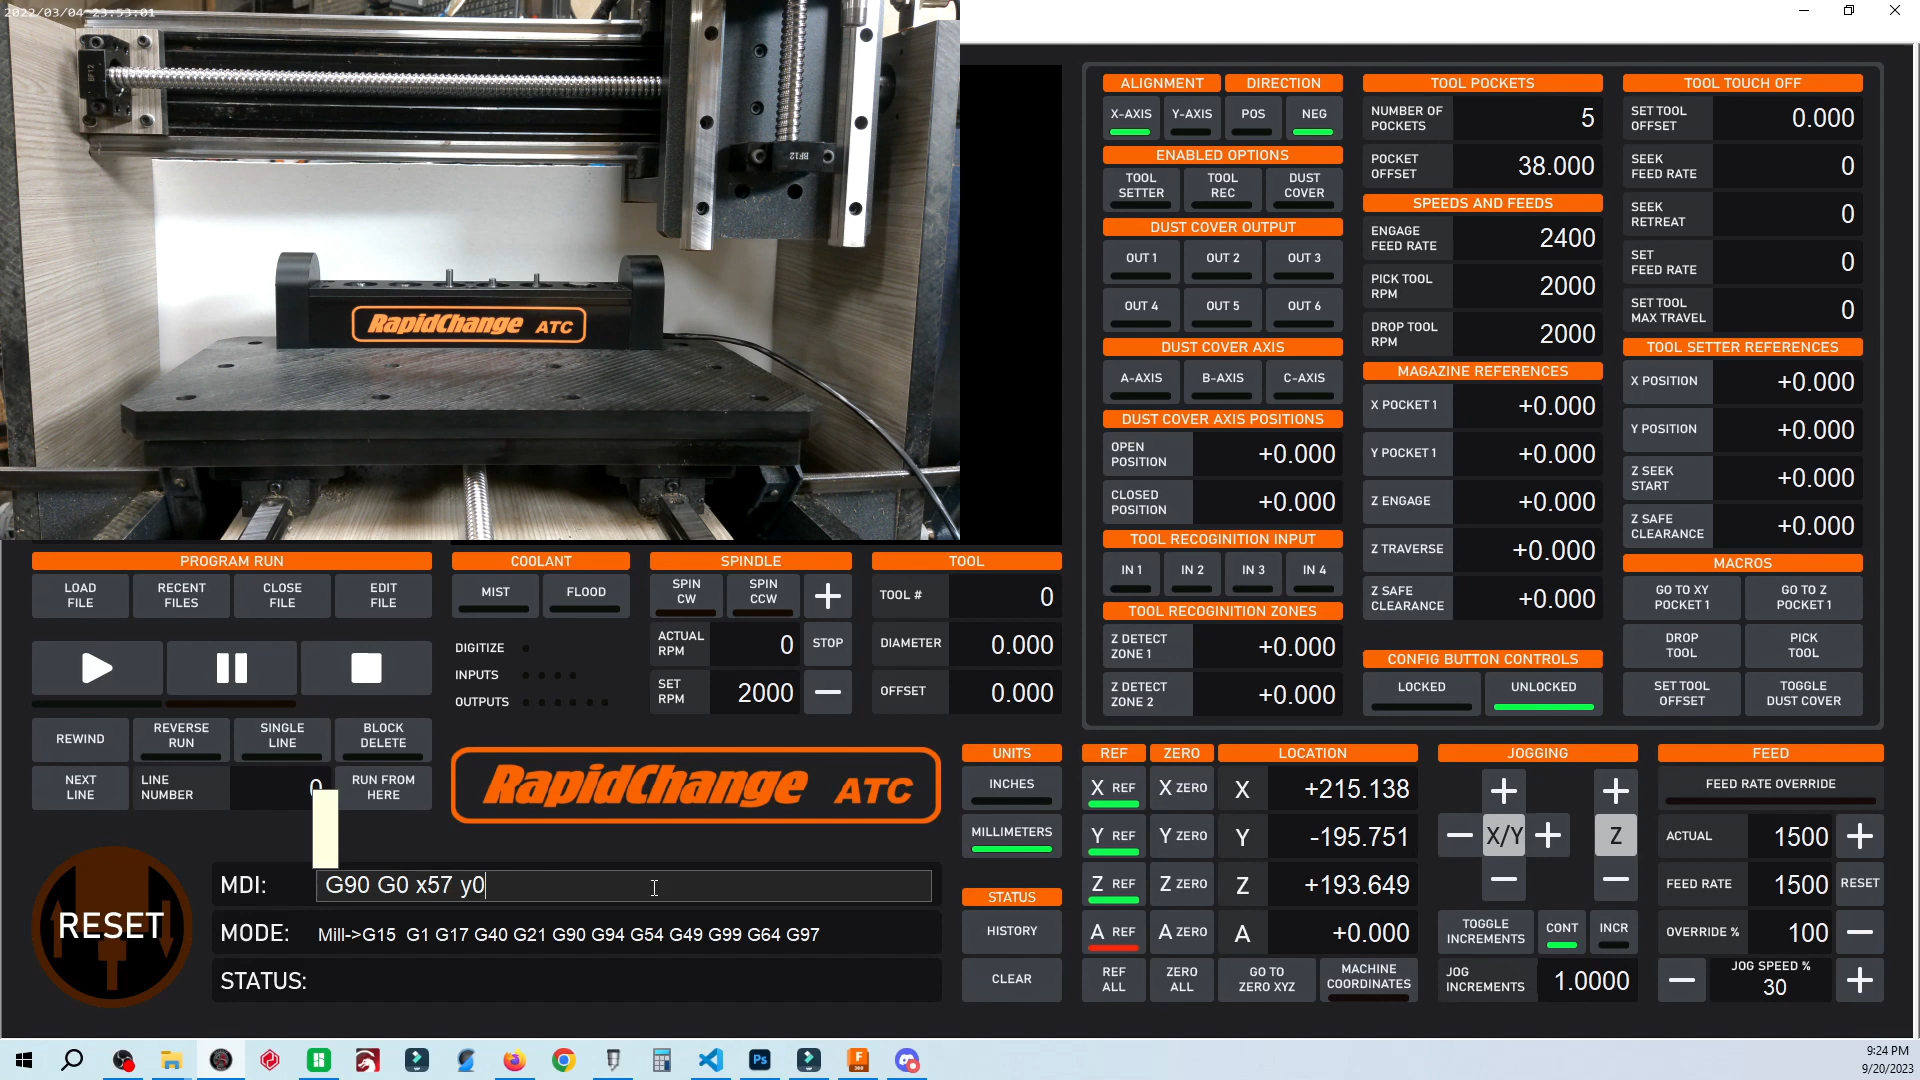 2022/03/04 23:53:01
BF12
BF12
RapidChange ATC
ALIGNMENT
DIRECTION
X-AXIS
Y-AXIS
POS
NEG
ENABLED OPTIONS
TOOL SETTER
TOOL REC
DUST COVER
DUST COVER OUTPUT
OUT 1
OUT 2
OUT 3
OUT 4
OUT 5
OUT 6
DUST COVER AXIS
A-AXIS
B-AXIS
C-AXIS
DUST COVER AXIS POSITIONS
OPEN POSITION +0.000
CLOSED POSITION +0.000
TOOL RECOGINITION INPUT
IN 1
IN 2
IN 3
IN 4
TOOL RECOGINITION ZONES
Z DETECT ZONE 1 +0.000
Z DETECT ZONE 2 +0.000
TOOL POCKETS
NUMBER OF POCKETS 5
POCKET OFFSET 38.000
SPEEDS AND FEEDS
ENGAGE FEED RATE 2400
PICK TOOL RPM 2000
DROP TOOL RPM 2000
MAGAZINE REFERENCES
X POCKET 1 +0.000
Y POCKET 1 +0.000
Z ENGAGE +0.000
Z TRAVERSE +0.000
Z SAFE CLEARANCE +0.000
CONFIG BUTTON CONTROLS
LOCKED
UNLOCKED
TOOL TOUCH OFF
SET TOOL OFFSET 0.000
SEEK FEED RATE 0
SEEK RETREAT 0
SET FEED RATE 0
SET TOOL MAX TRAVEL 0
TOOL SETTER REFERENCES
X POSITION +0.000
Y POSITION +0.000
Z SEEK START +0.000
Z SAFE CLEARANCE +0.000
MACROS
GO TO XY POCKET 1
GO TO Z POCKET 1
DROP TOOL
PICK TOOL
SET TOOL OFFSET
TOGGLE DUST COVER
PROGRAM RUN
LOAD FILE
RECENT FILES
CLOSE FILE
EDIT FILE
REWIND
REVERSE RUN
SINGLE LINE
BLOCK DELETE
NEXT LINE
LINE NUMBER 0
RUN FROM HERE
COOLANT
MIST
FLOOD
DIGITIZE
INPUTS
OUTPUTS
SPINDLE
SPIN CW
SPIN CCW
+
ACTUAL RPM 0
STOP
SET RPM 2000
TOOL
TOOL # 0
DIAMETER 0.000
OFFSET 0.000
RapidChange ATC
RESET
MDI: G90 G0 x57 y0
MODE: Mill->G15 G1 G17 G40 G21 G90 G94 G54 G49 G99 G64 G97
STATUS:
UNITS
INCHES
MILLIMETERS
STATUS
HISTORY
CLEAR
REF
ZERO
LOCATION
X REF
X ZERO
X +215.138
Y REF
Y ZERO
Y -195.751
Z REF
Z ZERO
Z +193.649
A REF
A ZERO
A +0.000
REF ALL
ZERO ALL
GO TO ZERO XYZ
MACHINE COORDINATES
JOGGING
X/Y
Z
TOGGLE INCREMENTS
CONT
INCR
JOG INCREMENTS 1.0000
FEED
FEED RATE OVERRIDE
ACTUAL 1500
FEED RATE 1500
RESET
OVERRIDE % 100
JOG SPEED %
30
Ps
F
9:24 PM
9/20/2023